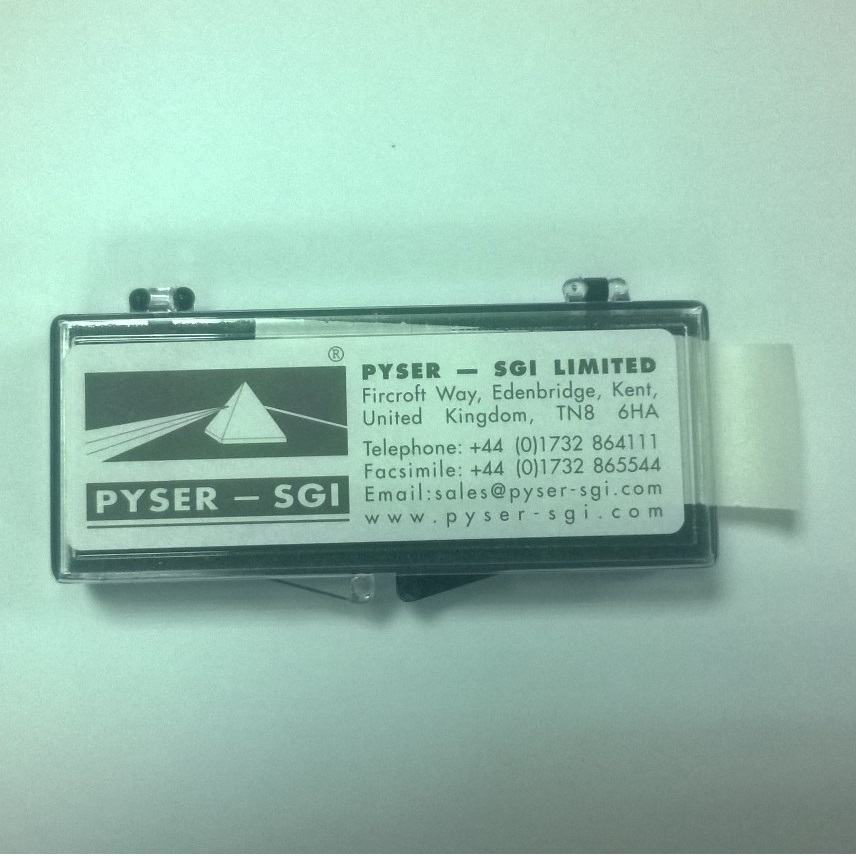 ®
PYSER — SGI
PYSER — SGI LIMITED
Fircroft Way, Edenbridge, Kent,
United Kingdom, TN8 6HA
Telephone: +44 (0)1732 864111
Facsimile: +44 (0)1732 865544
Email:sales@pyser-sgi.com
www.pyser-sgi.com